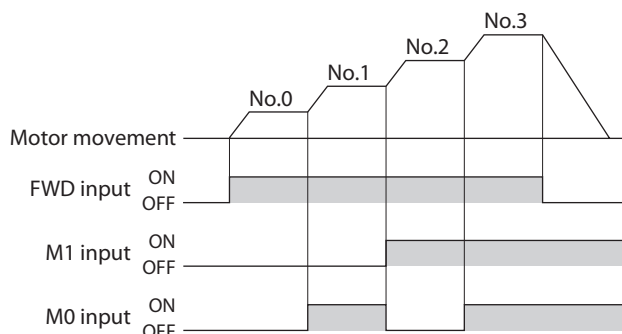 No.3
No.2
No.1
No.0
Motor movement
ON
FWD input
OFF
ON
M1 input
OFF
ON
M0 input
OFF